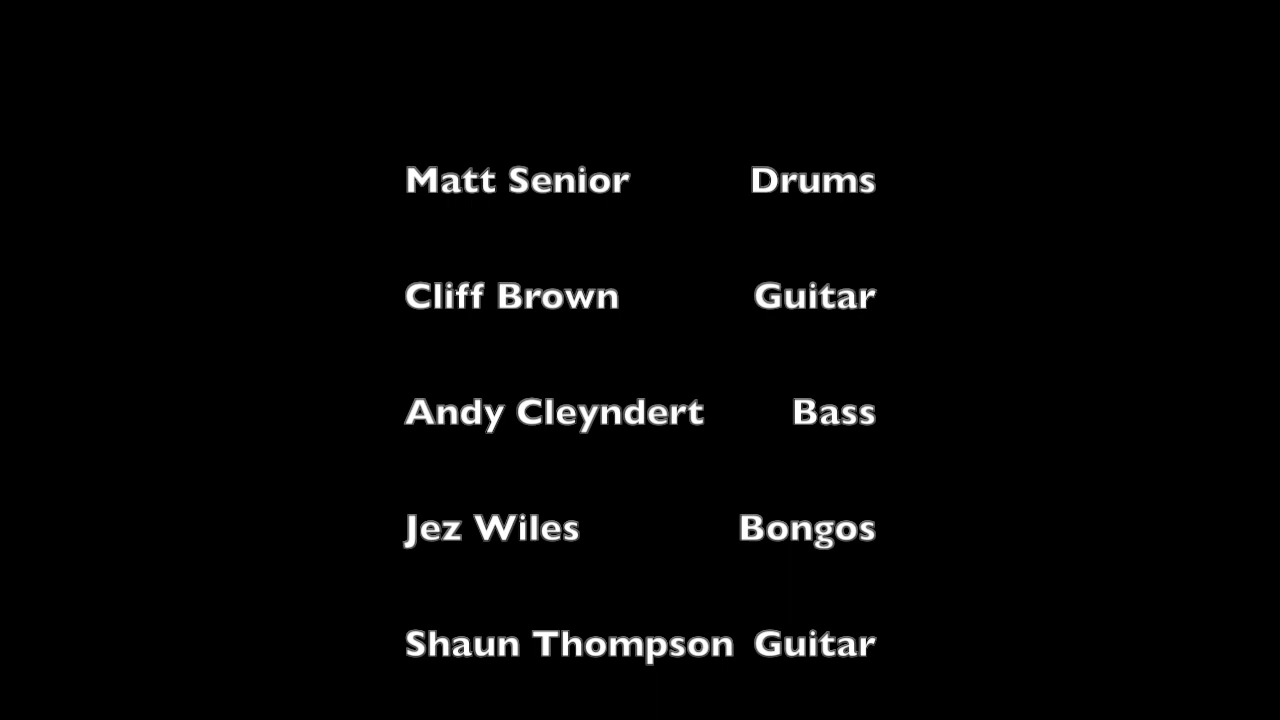 Matt Senior Drums
Cliff Brown Guitar
Andy Cleyndert Bass
Jez Wiles Bongos
Shaun Thompson Guitar